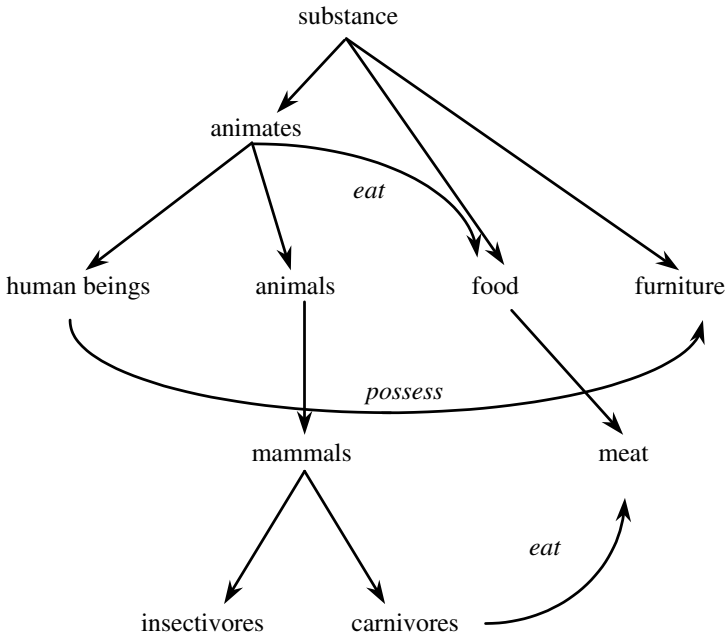 substance
animates
eat
human beings
animals
food
furniture
possess
mammals
meat
eat
insectivores
carnivores